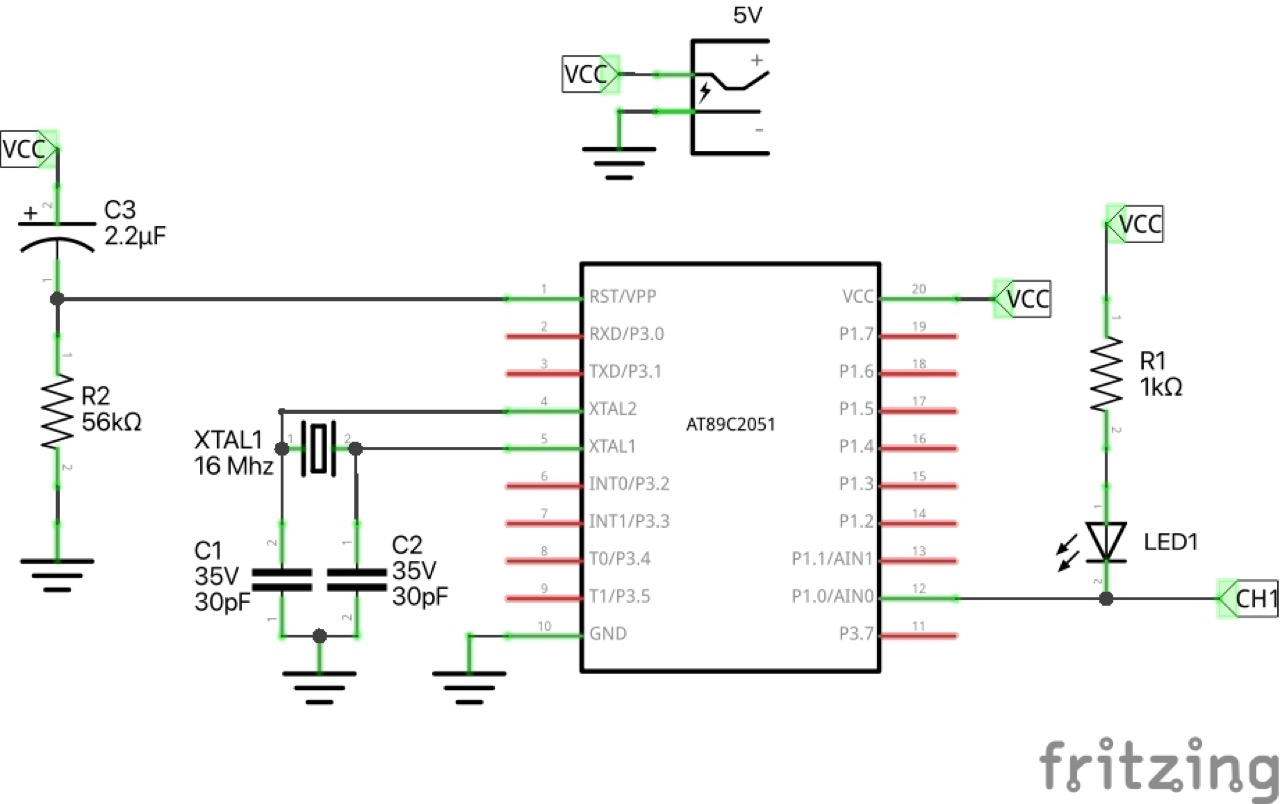 5V
VCC
+
-
VCC
+
2
C3
2.2µF
1
VCC
1
R2
56kΩ
2
XTAL1
16 Mhz
1
2
C1
35V
30pF
2
1
C2
35V
30pF
1
2
AT89C2051
1 RST/VPP
2 RXD/P3.0
3 TXD/P3.1
4 XTAL2
5 XTAL1
6 INT0/P3.2
7 INT1/P3.3
8 T0/P3.4
9 T1/P3.5
10 GND
VCC 20
P1.7 19
P1.6 18
P1.5 17
P1.4 16
P1.3 15
P1.2 14
P1.1/AIN1 13
P1.0/AIN0 12
P3.7 11
VCC
1
R1
1kΩ
2
1
LED1
2
CH1
fritzing